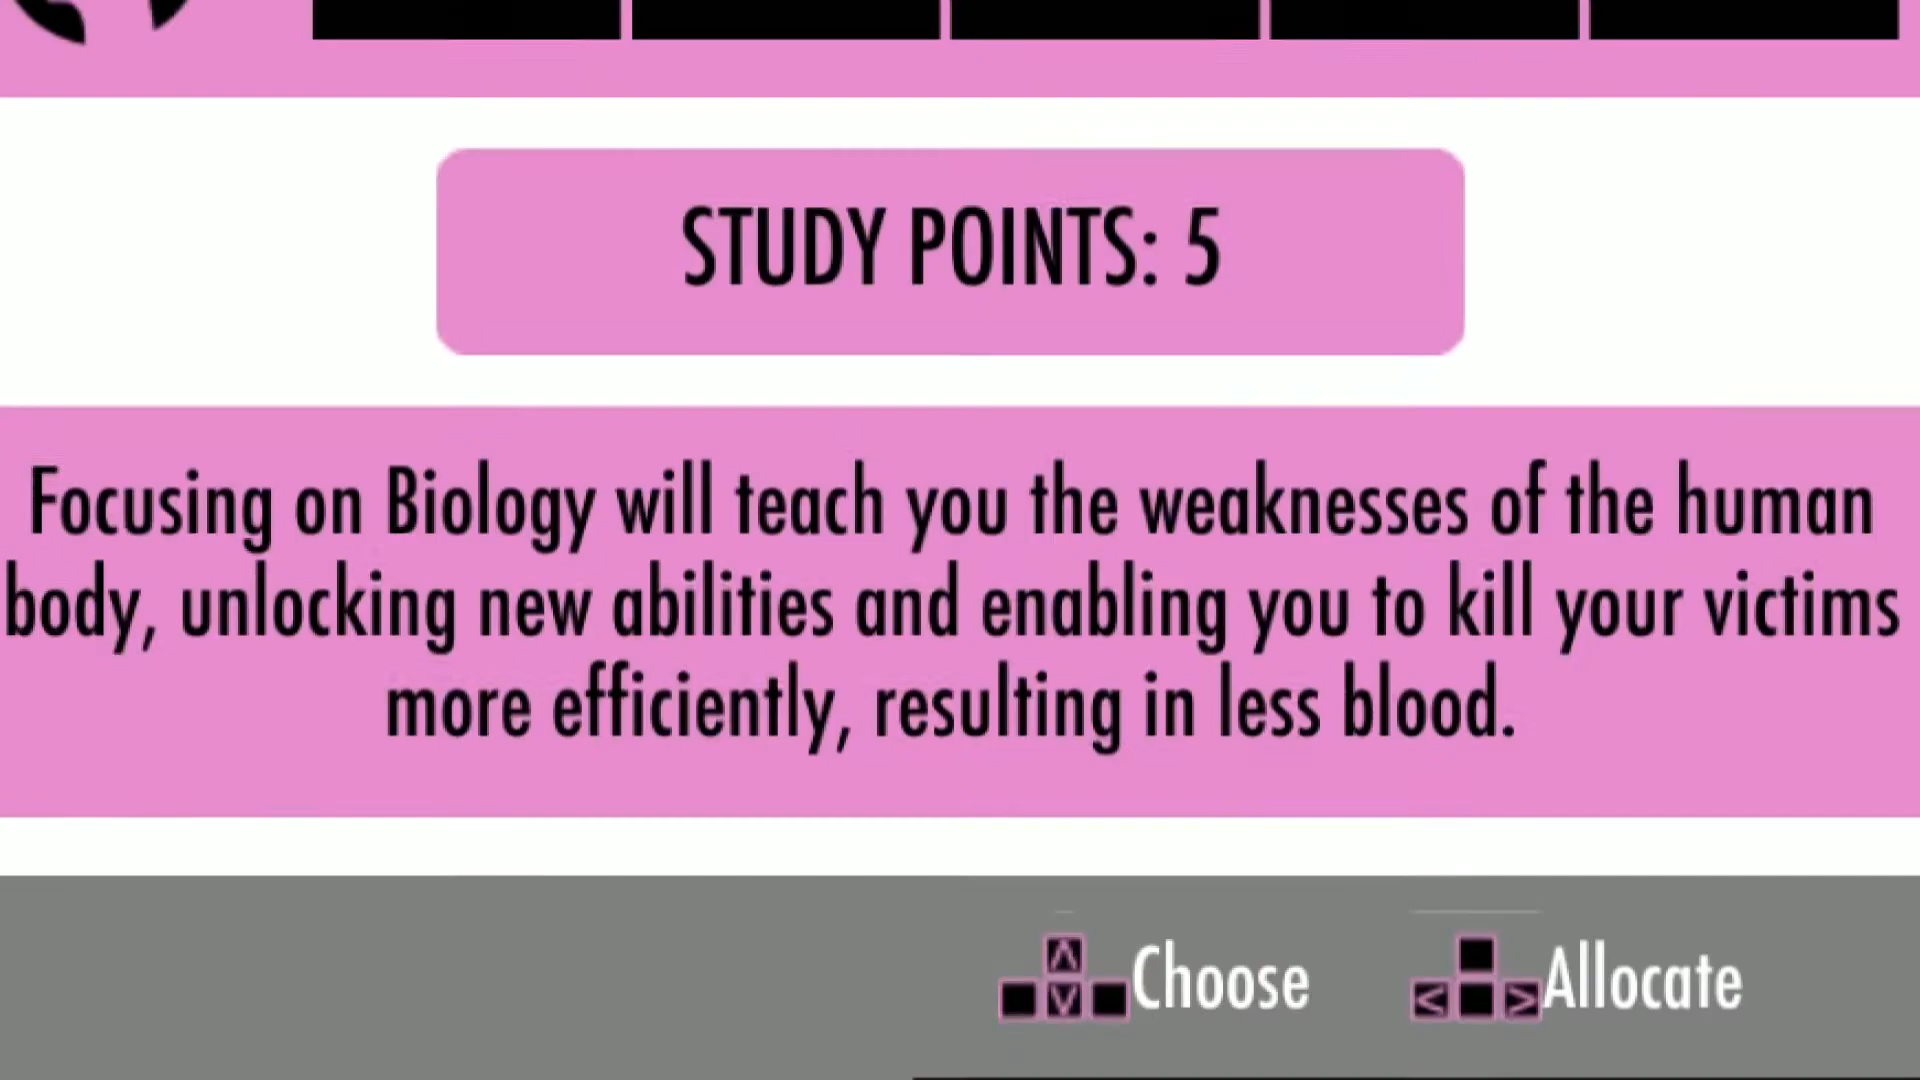 STUDY POINTS: 5
Focusing on Biology will teach you the weaknesses of the human
body, unlocking new abilities and enabling you to kill your victims
more efficiently, resulting in less blood.
Choose Allocate